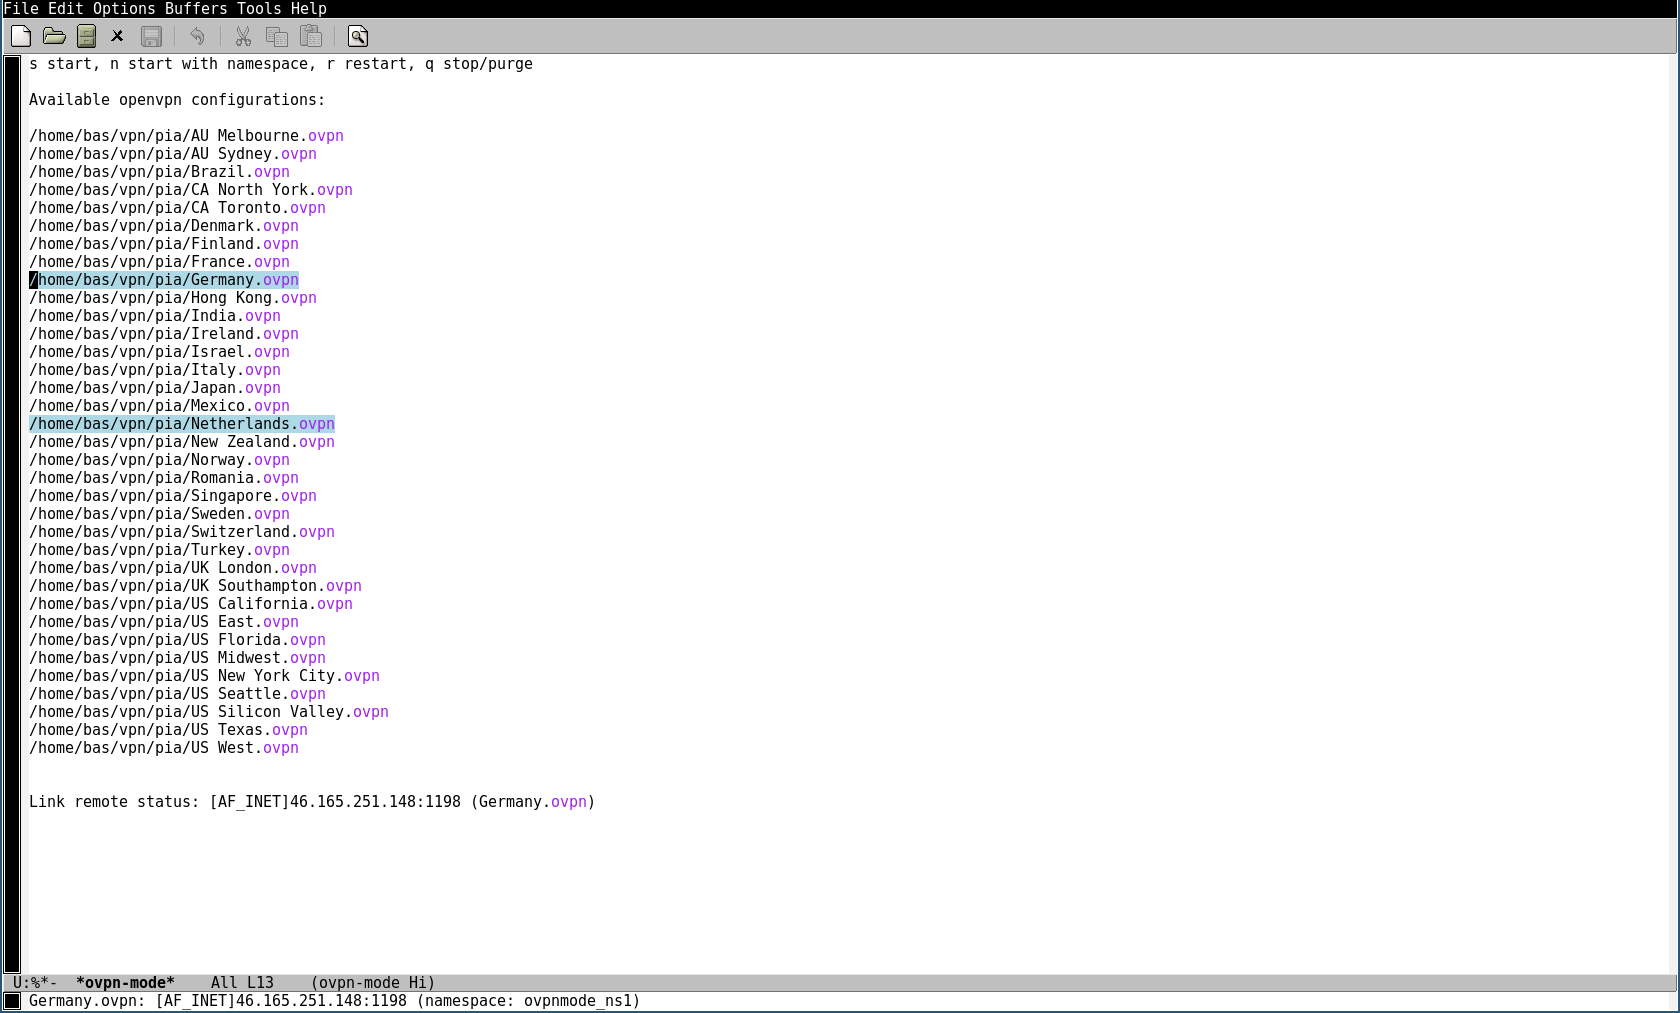 File Edit Options Buffers Tools Help
s start, n start with namespace, r restart, q stop/purge
Available openvpn configurations:
/home/bas/vpn/pia/AU Melbourne.ovpn
/home/bas/vpn/pia/AU Sydney.ovpn
/home/bas/vpn/pia/Brazil.ovpn
/home/bas/vpn/pia/CA North York.ovpn
/home/bas/vpn/pia/CA Toronto.ovpn
/home/bas/vpn/pia/Denmark.ovpn
/home/bas/vpn/pia/Finland.ovpn
/home/bas/vpn/pia/France.ovpn
/home/bas/vpn/pia/Germany.ovpn
/home/bas/vpn/pia/Hong Kong.ovpn
/home/bas/vpn/pia/India.ovpn
/home/bas/vpn/pia/Ireland.ovpn
/home/bas/vpn/pia/Israel.ovpn
/home/bas/vpn/pia/Italy.ovpn
/home/bas/vpn/pia/Japan.ovpn
/home/bas/vpn/pia/Mexico.ovpn
/home/bas/vpn/pia/Netherlands.ovpn
/home/bas/vpn/pia/New Zealand.ovpn
/home/bas/vpn/pia/Norway.ovpn
/home/bas/vpn/pia/Romania.ovpn
/home/bas/vpn/pia/Singapore.ovpn
/home/bas/vpn/pia/Sweden.ovpn
/home/bas/vpn/pia/Switzerland.ovpn
/home/bas/vpn/pia/Turkey.ovpn
/home/bas/vpn/pia/UK London.ovpn
/home/bas/vpn/pia/UK Southampton.ovpn
/home/bas/vpn/pia/US California.ovpn
/home/bas/vpn/pia/US East.ovpn
/home/bas/vpn/pia/US Florida.ovpn
/home/bas/vpn/pia/US Midwest.ovpn
/home/bas/vpn/pia/US New York City.ovpn
/home/bas/vpn/pia/US Seattle.ovpn
/home/bas/vpn/pia/US Silicon Valley.ovpn
/home/bas/vpn/pia/US Texas.ovpn
/home/bas/vpn/pia/US West.ovpn
Link remote status: [AF_INET]46.165.251.148:1198 (Germany.ovpn)
U:%*-  *ovpn-mode*    All L13    (ovpn-mode Hi)
Germany.ovpn: [AF_INET]46.165.251.148:1198 (namespace: ovpnmode_ns1)